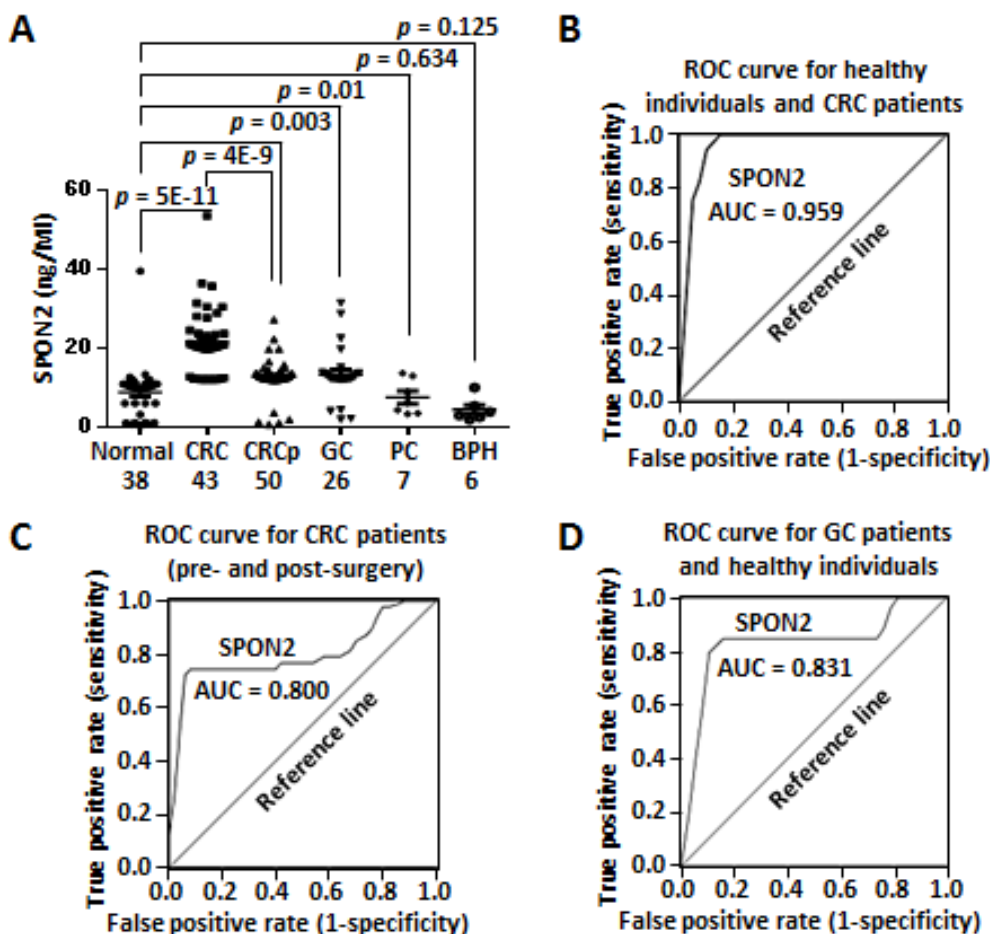 A
p = 0.125
p = 0.634
p = 0.01
p = 0.003
p = 4E-9
p = 5E-11
SPON2 (ng/Ml)
60
40
20
0
Normal CRC CRCp GC PC BPH
38 43 50 26 7 6
B
ROC curve for healthy
individuals and CRC patients
True positive rate (sensitivity)
1.0
0.8
0.6
0.4
0.2
0.0
SPON2
AUC = 0.959
Reference line
0.0 0.2 0.4 0.6 0.8 1.0
False positive rate (1-specificity)
C
ROC curve for CRC patients
(pre- and post-surgery)
True positive rate (sensitivity)
1.0
0.8
0.6
0.4
0.2
0.0
SPON2
AUC = 0.800
Reference line
0.0 0.2 0.4 0.6 0.8 1.0
False positive rate (1-specificity)
D
ROC curve for GC patients
and healthy individuals
True positive rate (sensitivity)
1.0
0.8
0.6
0.4
0.2
0.0
SPON2
AUC = 0.831
Reference line
0.0 0.2 0.4 0.6 0.8 1.0
False positive rate (1-specificity)